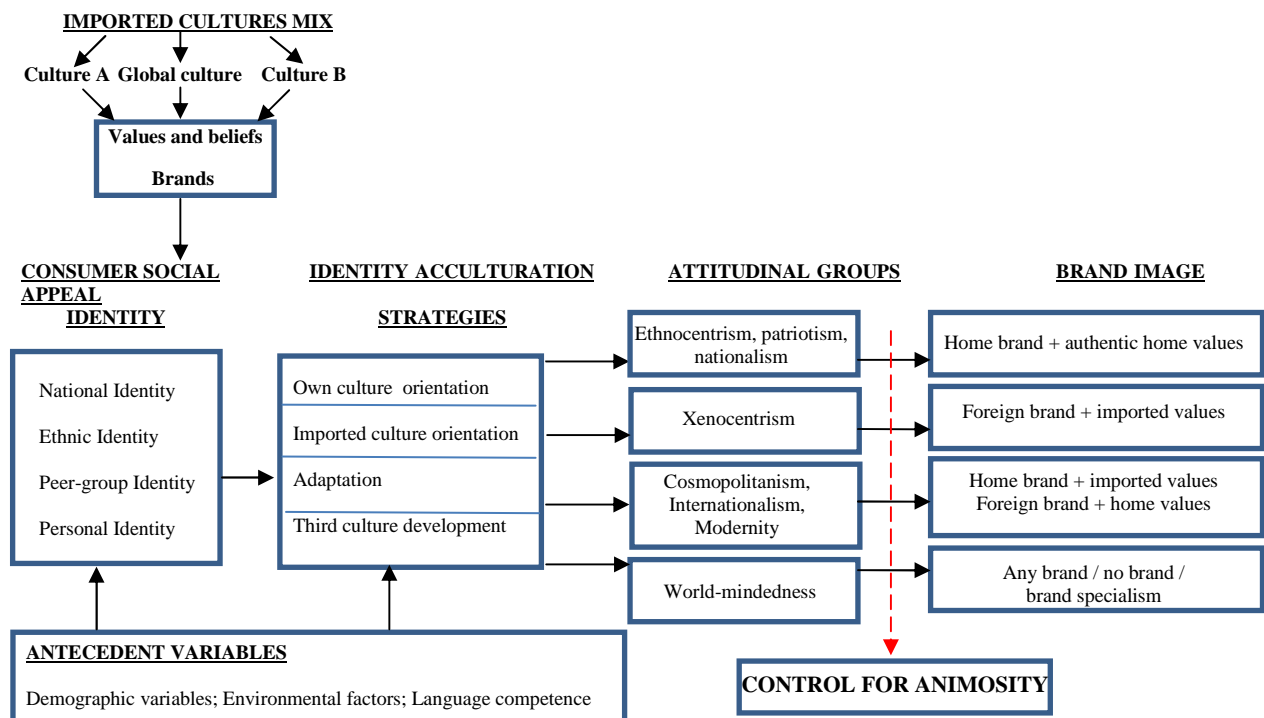 IMPORTED CULTURES MIX
Culture A Global culture Culture B
Values and beliefs
Brands
CONSUMER SOCIAL
APPEAL
IDENTITY
IDENTITY ACCULTURATION
STRATEGIES
ATTITUDINAL GROUPS
BRAND IMAGE
National Identity
Ethnic Identity
Peer-group Identity
Personal Identity
Own culture orientation
Imported culture orientation
Adaptation
Third culture development
Ethnocentrism, patriotism,
nationalism
Xenocentrism
Cosmopolitanism,
Internationalism,
Modernity
World-mindedness
Home brand + authentic home values
Foreign brand + imported values
Home brand + imported values
Foreign brand + home values
Any brand / no brand /
brand specialism
ANTECEDENT VARIABLES
Demographic variables; Environmental factors; Language competence
CONTROL FOR ANIMOSITY